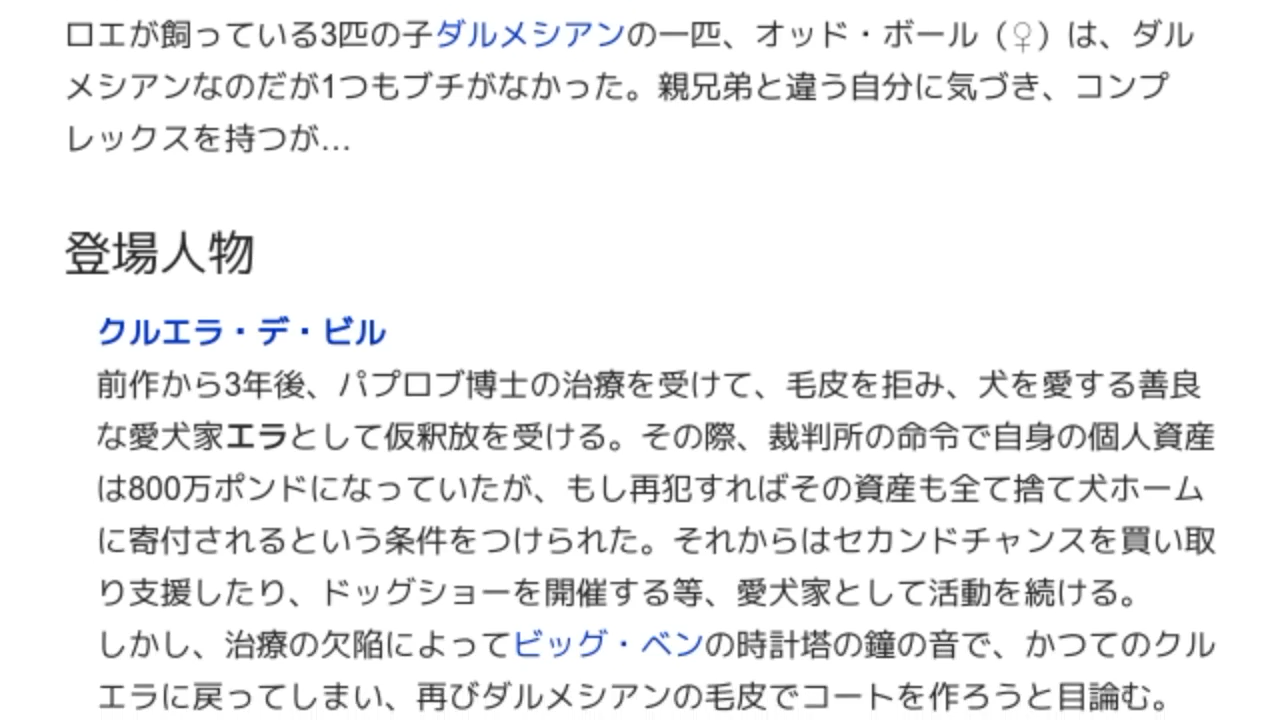 ロエが飼っている3匹の子ダルメシアンの一匹、オッド・ボール（♀）は、ダル
メシアンなのだが1つもブチがなかった。親兄弟と違う自分に気づき、コンプ
レックスを持つが…
登場人物
クルエラ・デ・ビル
前作から3年後、パプロブ博士の治療を受けて、毛皮を拒み、犬を愛する善良
な愛犬家エラとして仮釈放を受ける。その際、裁判所の命令で自身の個人資産
は800万ポンドになっていたが、もし再犯すればその資産も全て捨て犬ホーム
に寄付されるという条件をつけられた。それからはセカンドチャンスを買い取
り支援したり、ドッグショーを開催する等、愛犬家として活動を続ける。
しかし、治療の欠陥によってビッグ・ベンの時計塔の鐘の音で、かつてのクル
エラに戻ってしまい、再びダルメシアンの毛皮でコートを作ろうと目論む。